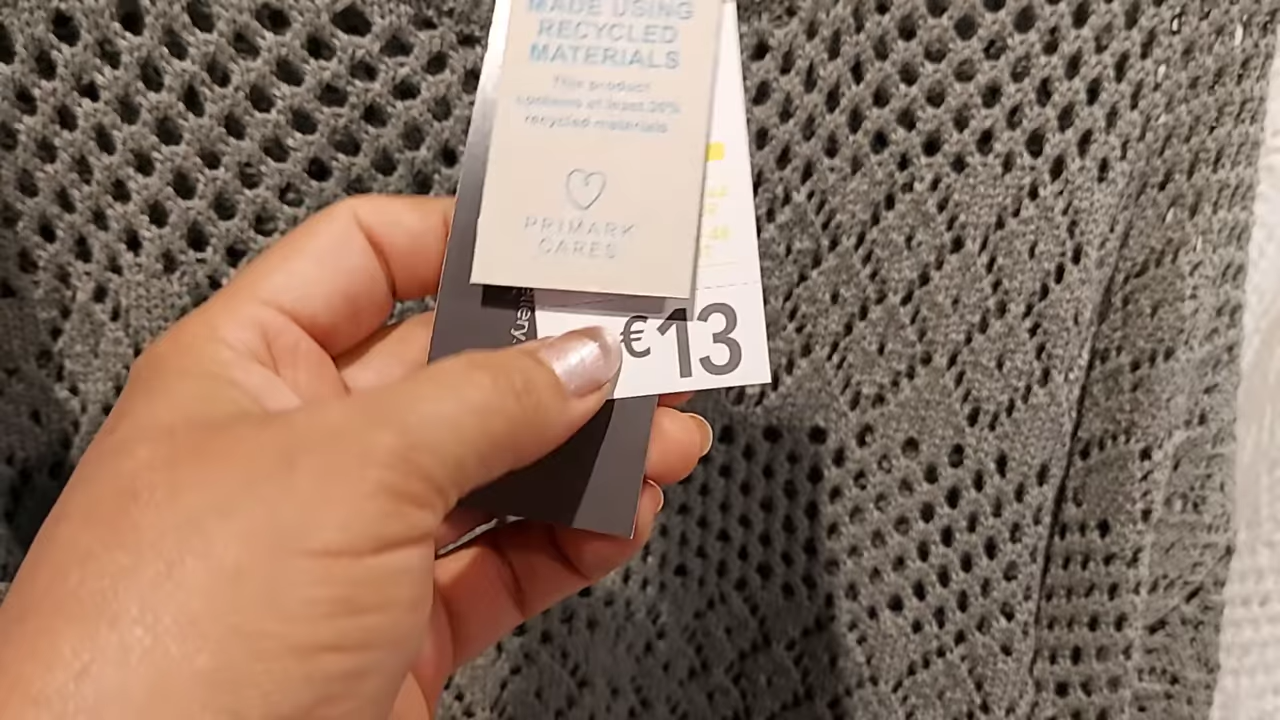 MADE USING
RECYCLED
MATERIALS
This product
contains at least 20%
recycled materials
PRIMARK
CARES
€13